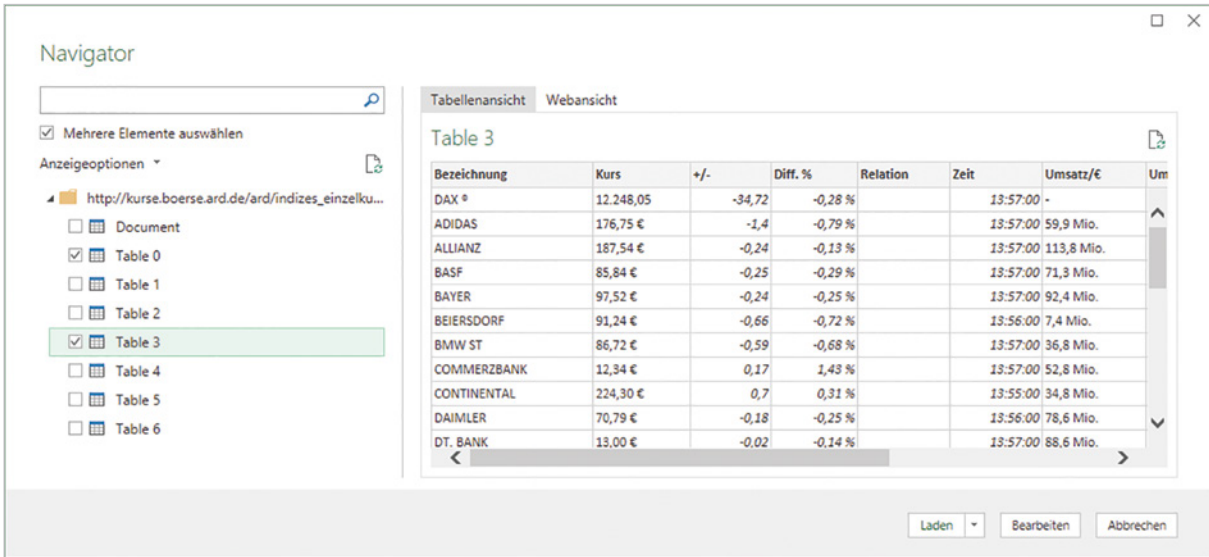 Navigator
Mehrere Elemente auswählen
Anzeigeoptionen
http://kurse.boerse.ard.de/ard/indizes_einzelku...
Document
Table 0
Table 1
Table 2
Table 3
Table 4
Table 5
Table 6
Tabellenansicht Webansicht
Table 3
Bezeichnung Kurs +/- Diff. % Relation Zeit Umsatz/€ Um
DAX ® 12.248,05 -34,72 -0,28 % 13:57:00 -
ADIDAS 176,75 € -1,4 -0,79 % 13:57:00 59,9 Mio.
ALLIANZ 187,54 € -0,24 -0,13 % 13:57:00 113,8 Mio.
BASF 85,84 € -0,25 -0,29 % 13:57:00 71,3 Mio.
BAYER 97,52 € -0,24 -0,25 % 13:57:00 92,4 Mio.
BEIERSDORF 91,24 € -0,66 -0,72 % 13:56:00 7,4 Mio.
BMW ST 86,72 € -0,59 -0,68 % 13:57:00 36,8 Mio.
COMMERZBANK 12,34 € 0,17 1,43 % 13:57:00 52,8 Mio.
CONTINENTAL 224,30 € 0,7 0,31 % 13:55:00 34,8 Mio.
DAIMLER 70,79 € -0,18 -0,25 % 13:56:00 78,6 Mio.
DT. BANK 13,00 € -0,02 -0,14 % 13:57:00 88,6 Mio.
Laden Bearbeiten Abbrechen